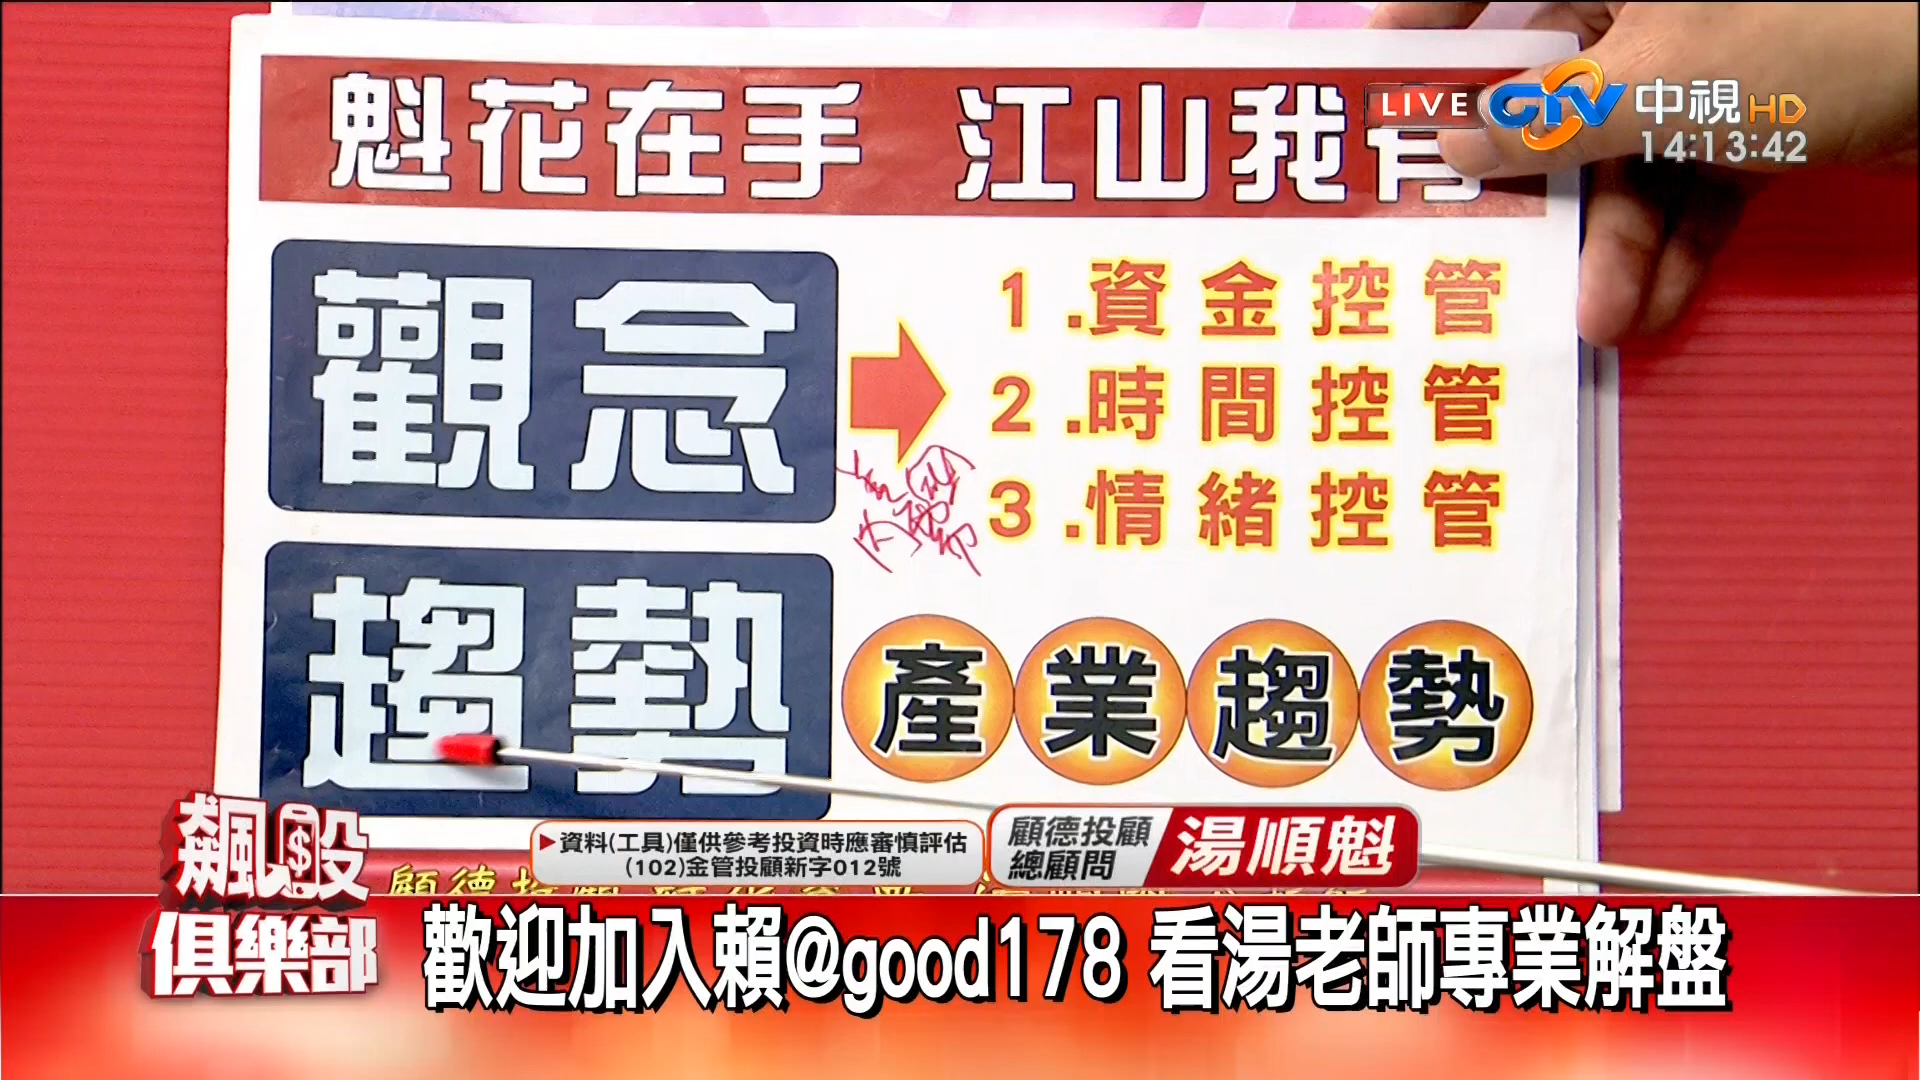 魁花在手 江山我有
LIVE CTV 中視HD
14:13:42
觀念
1.資金控管
2.時間控管
3.情緒控管
趨勢
產業趨勢
飆股俱樂部
▶資料(工具)僅供參考投資時應審慎評估
(102)金管投顧新字012號
顧德投顧
總顧問
湯順魁
歡迎加入賴@good178 看湯老師專業解盤